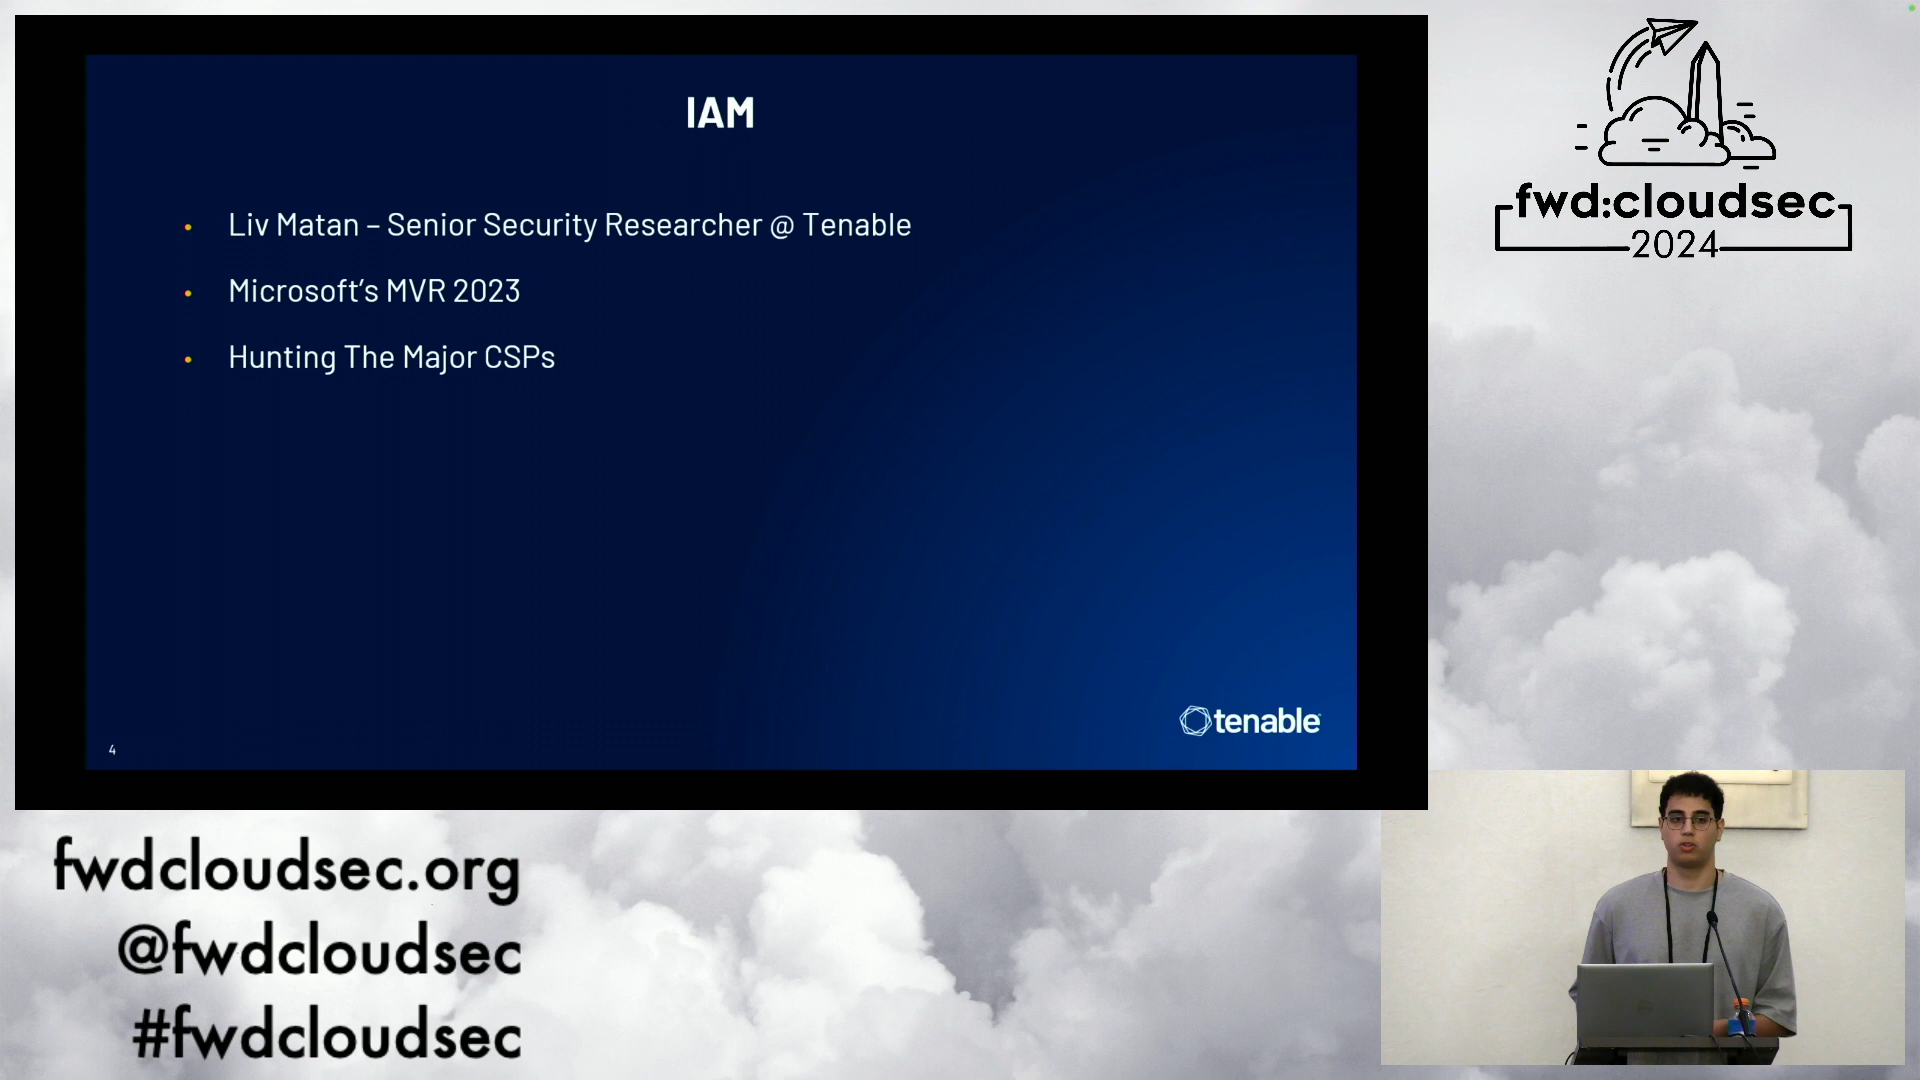 IAM
• Liv Matan – Senior Security Researcher @ Tenable
• Microsoft's MVR 2023
• Hunting The Major CSPs
tenable
4
fwd:cloudsec
2024
fwdcloudsec.org
@fwdcloudsec
#fwdcloudsec